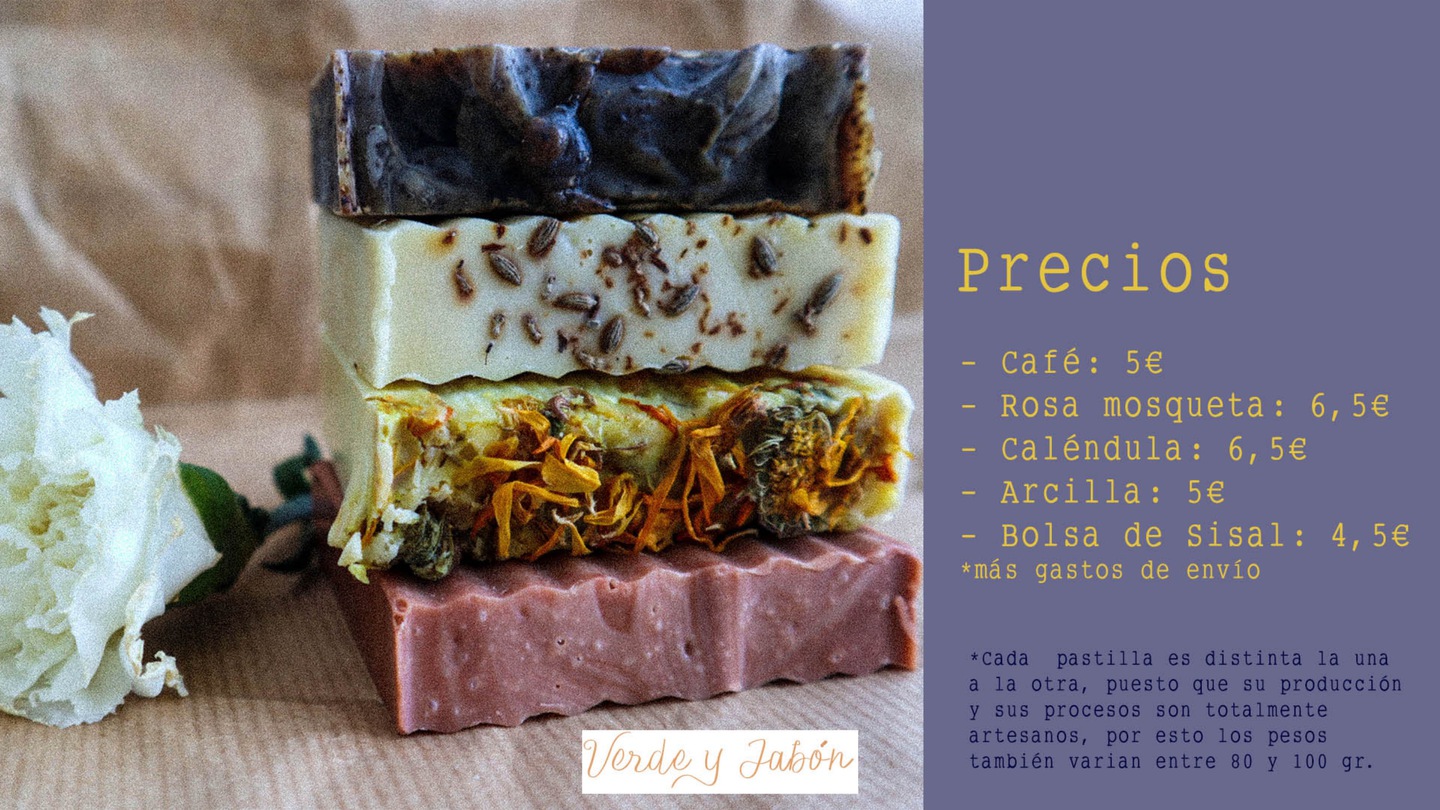 Precios
- Café: 5€
- Rosa mosqueta: 6,5€
- Caléndula: 6,5€
- Arcilla: 5€
- Bolsa de Sisal: 4,5€
*más gastos de envío
*Cada pastilla es distinta la una
a la otra, puesto que su producción
y sus procesos son totalmente
artesanos, por esto los pesos
también varian entre 80 y 100 gr.
Verde y Jabón